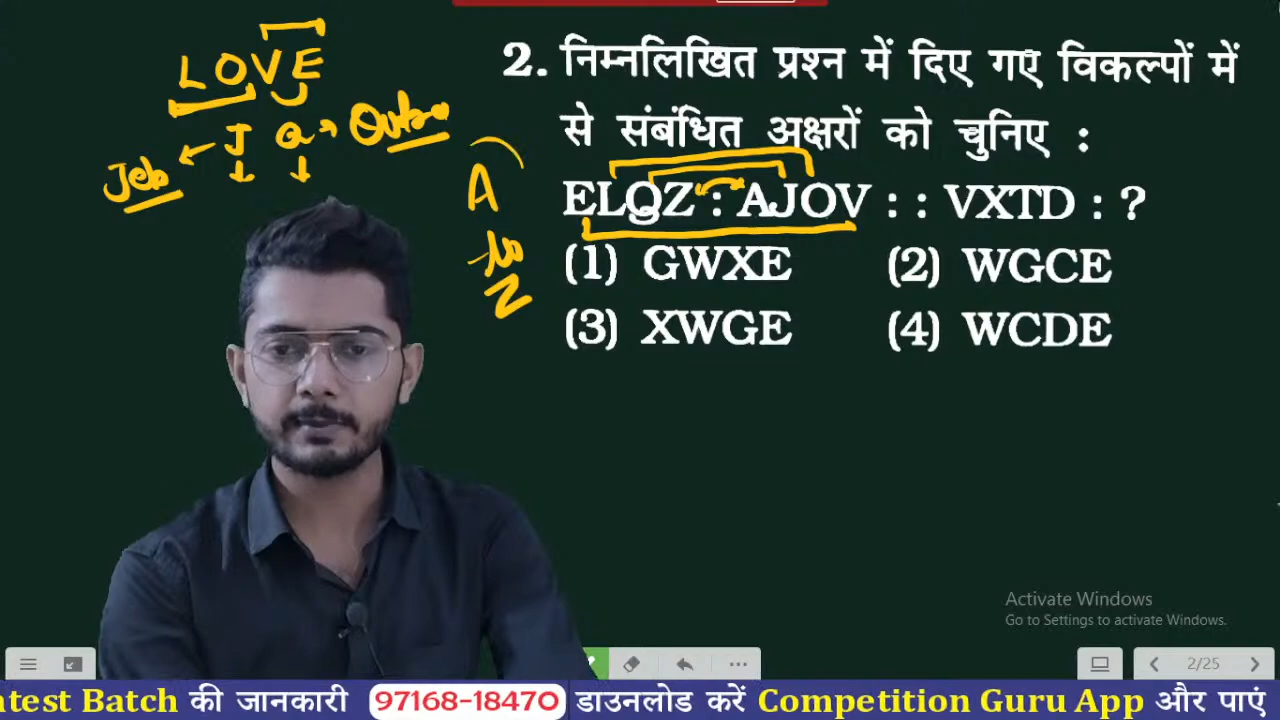 LOVE
J Q → 
Jeb
A
N
2. निम्नलिखित प्रश्न में दिए गए विकल्पों में
से संबंधित अक्षरों को चुनिए :
ELQZ : AJOV : : VXTD : ?
(1) GWXE (2) WGCE
(3) XWGE (4) WCDE
Activate Windows
Go to Settings to activate Windows.
2/25
atest Batch की जानकारी 97168-18470 डाउनलोड करें Competition Guru App और पाएं